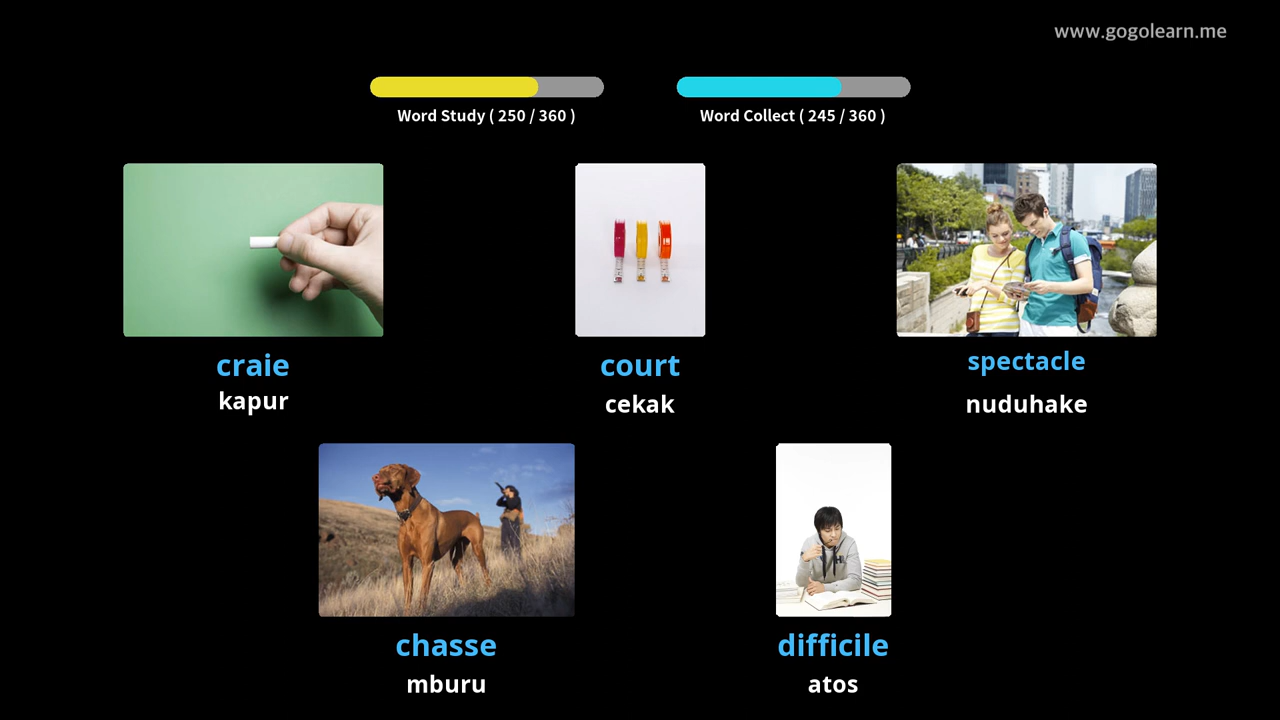 www.gogolearn.me
Word Study ( 250 / 360 )
Word Collect ( 245 / 360 )
craie
kapur
court
cekak
spectacle
nuduhake
chasse
mburu
difficile
atos